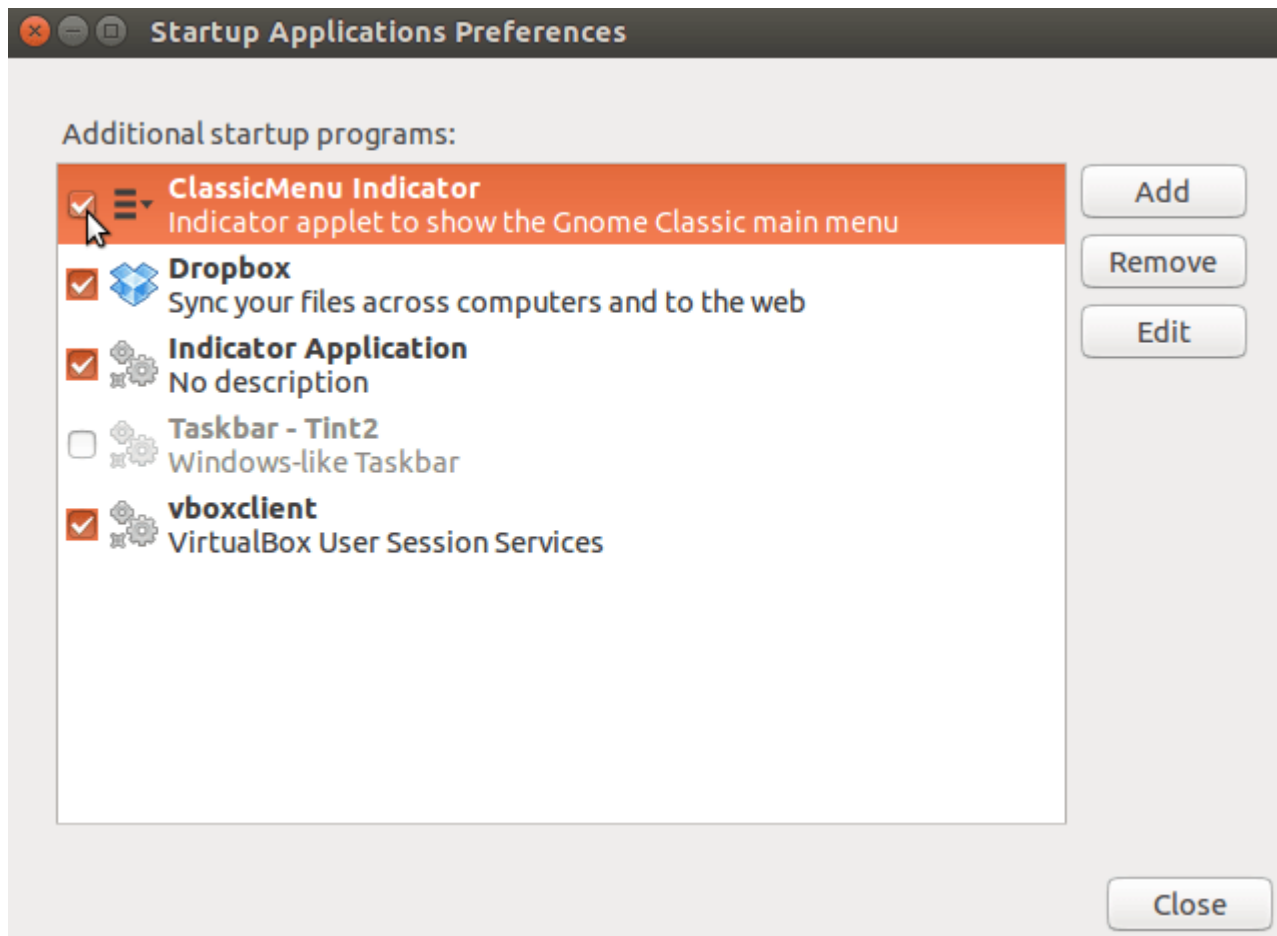 Startup Applications Preferences
Additional startup programs:
ClassicMenu Indicator
Indicator applet to show the Gnome Classic main menu
Dropbox
Sync your files across computers and to the web
Indicator Application
No description
Taskbar - Tint2
Windows-like Taskbar
vboxclient
VirtualBox User Session Services
Add
Remove
Edit
Close